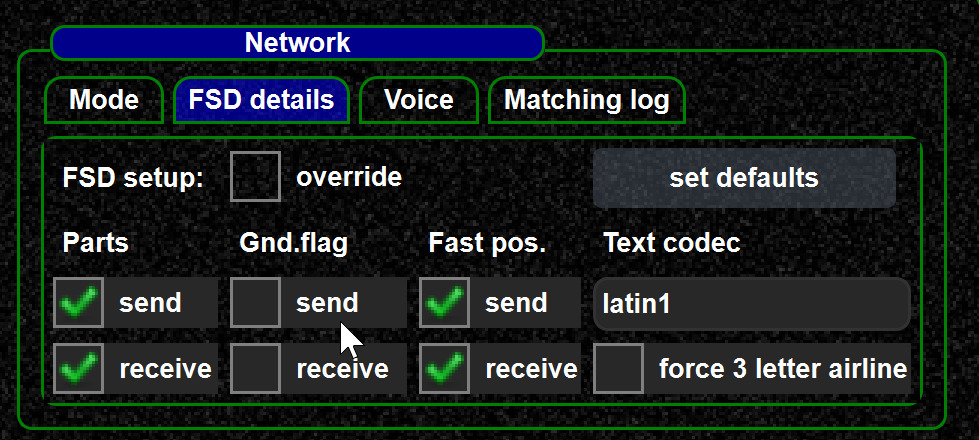 Network
Mode FSD details Voice Matching log
FSD setup: override set defaults
Parts Gnd.flag Fast pos. Text codec
send send send latin1
receive receive receive force 3 letter airline